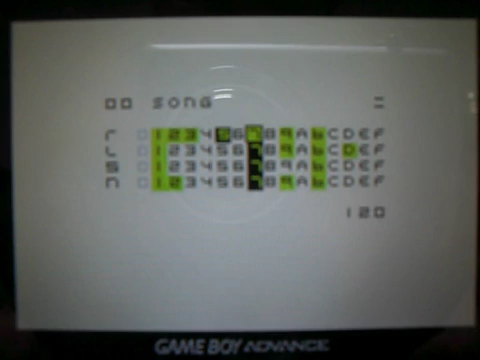 00 SONG
r 0123456789AbCDEF
L 0123456789AbCDEF
S 0123456789AbCDEF
n 0123456789AbCDEF
120
GAME BOY ADVANCE